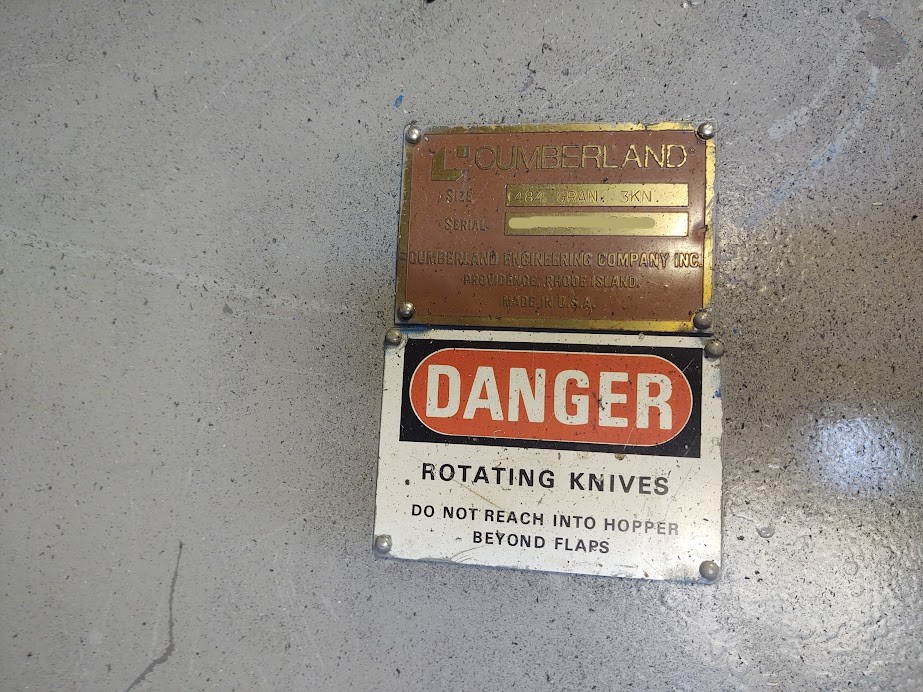 CUMBERLAND
SIZE 484 GRAN. 3KN.
SERIAL
CUMBERLAND ENGINEERING COMPANY INC.
PROVIDENCE, RHODE ISLAND.
MADE IN U.S.A.
DANGER
ROTATING KNIVES
DO NOT REACH INTO HOPPER
BEYOND FLAPS